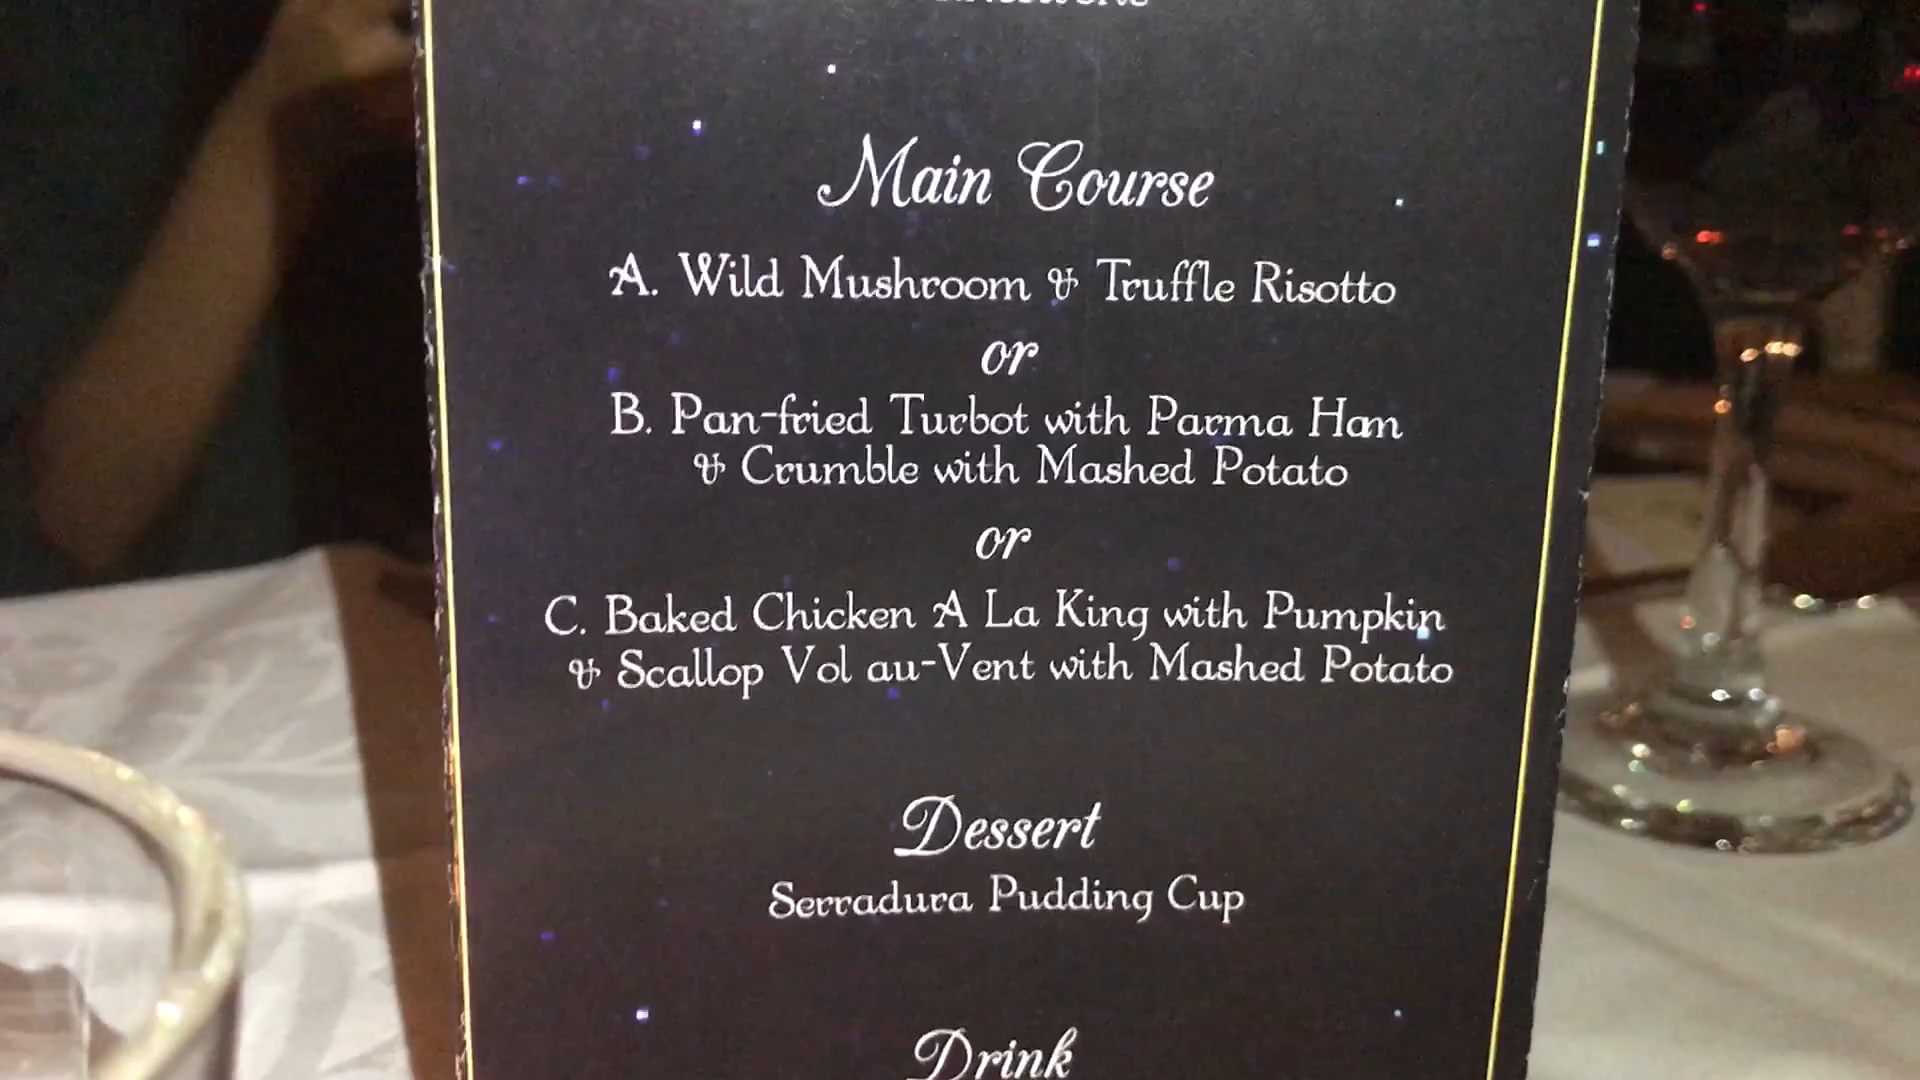 Main Course
A. Wild Mushroom & Truffle Risotto
or
B. Pan-fried Turbot with Parma Ham
& Crumble with Mashed Potato
or
C. Baked Chicken A La King with Pumpkin
& Scallop Vol au-Vent with Mashed Potato
Dessert
Serradura Pudding Cup
Drink